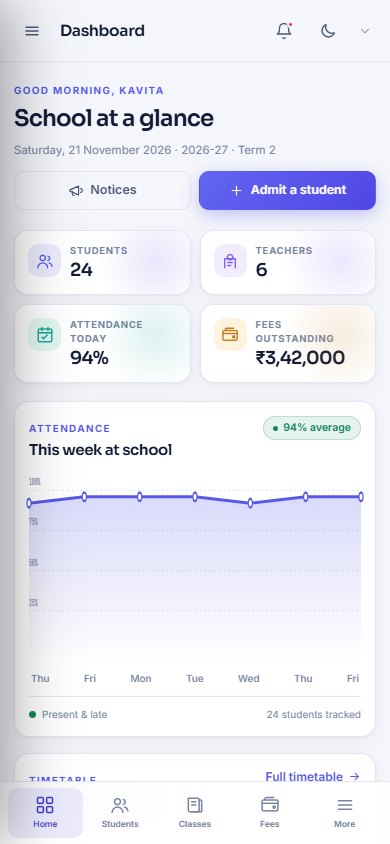 Dashboard
GOOD MORNING, KAVITA
School at a glance
Saturday, 21 November 2026 · 2026-27 · Term 2
Notices
Admit a student
STUDENTS
24
TEACHERS
6
ATTENDANCE
TODAY
94%
FEES
OUTSTANDING
₹3,42,000
ATTENDANCE
94% average
This week at school
100%
75%
50%
25%
Thu Fri Mon Tue Wed Thu Fri
Present & late
24 students tracked
TIMETABLE
Full timetable →
Home Students Classes Fees More